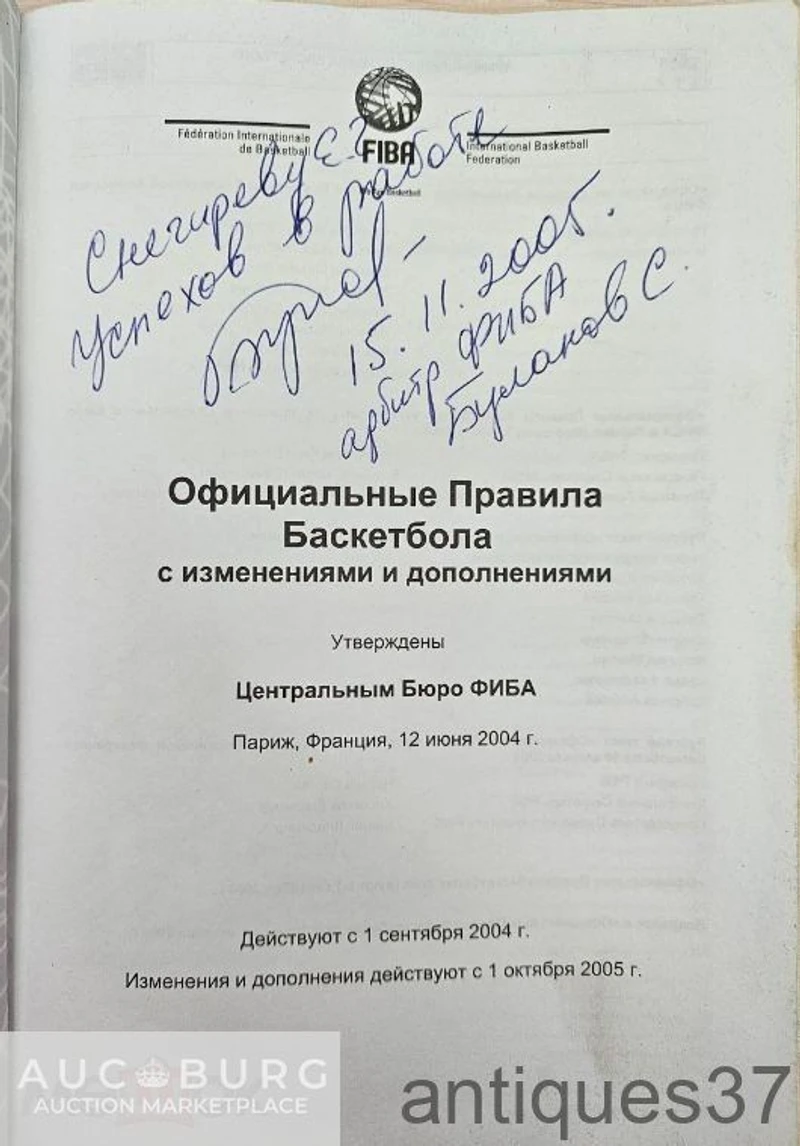 Fédération Internationale
de Basketball
FIBA
International Basketball
Federation
Снегиреву Е.Г.
Успехов в работе
15.11.2005г.
арбитр ФИБА
Буланов С.
Официальные Правила
Баскетбола
с изменениями и дополнениями
Утверждены
Центральным Бюро ФИБА
Париж, Франция, 12 июня 2004 г.
Действуют с 1 сентября 2004 г.
Изменения и дополнения действуют с 1 октября 2005 г.
AUCBURG
AUCTION MARKETPLACE
antiques37